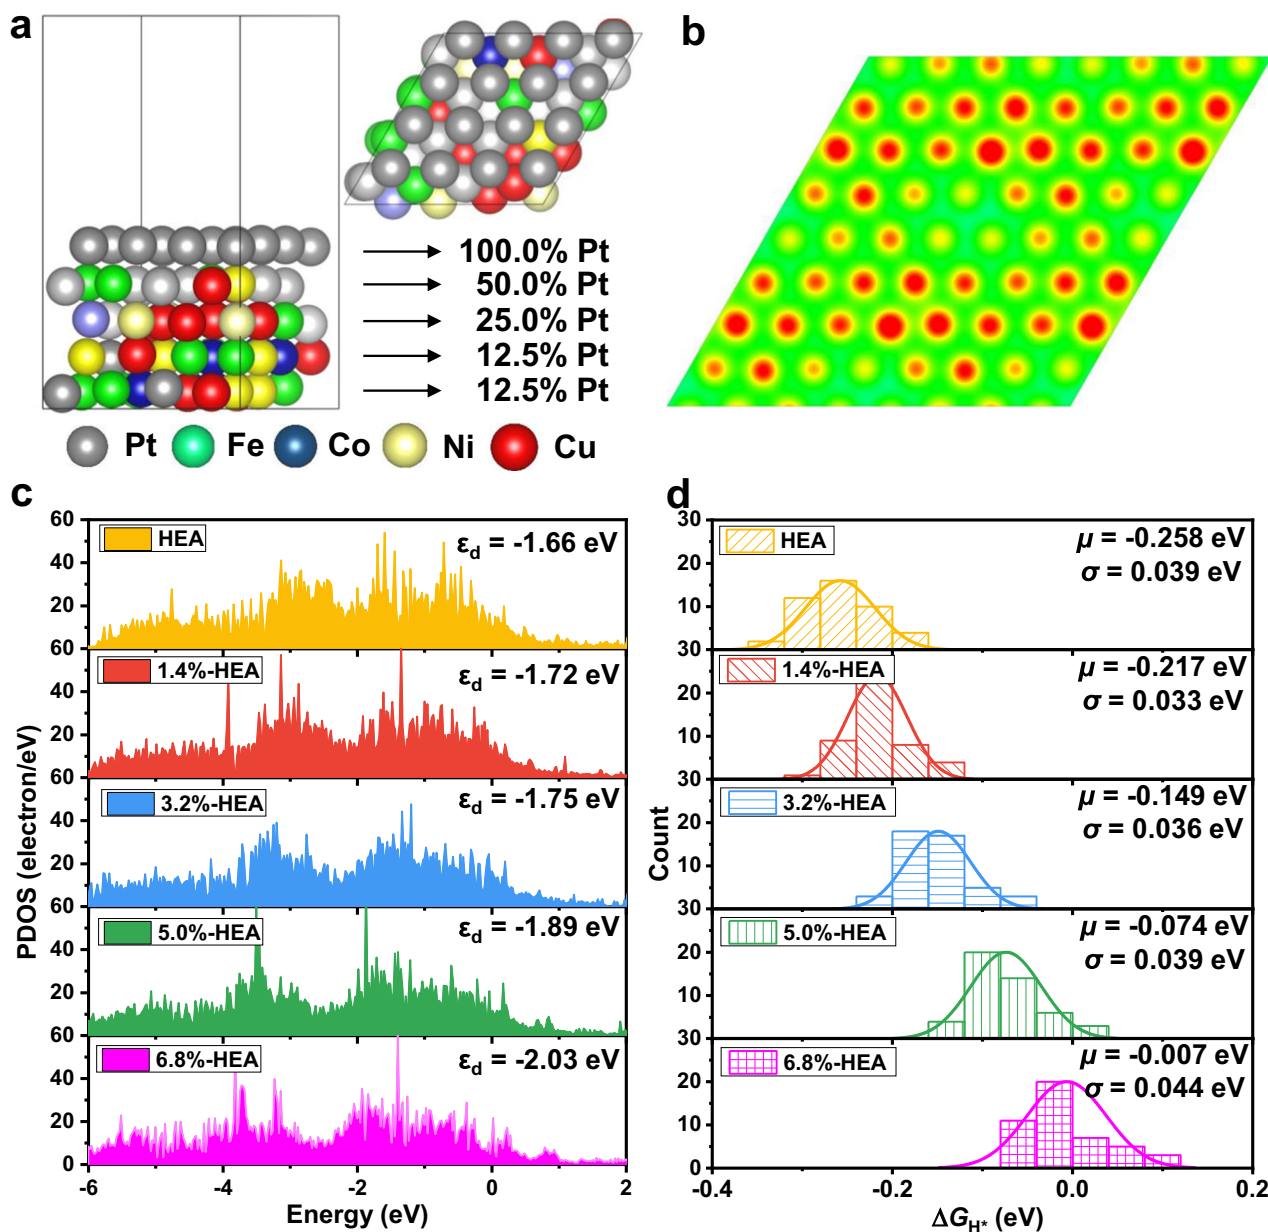 a
100.0% Pt
50.0% Pt
25.0% Pt
12.5% Pt
12.5% Pt
Pt Fe Co Ni Cu
b
c
60
HEA
εd = -1.66 eV
40
20
60
1.4%-HEA
εd = -1.72 eV
40
20
60
3.2%-HEA
εd = -1.75 eV
40
20
60
5.0%-HEA
εd = -1.89 eV
40
20
60
6.8%-HEA
εd = -2.03 eV
40
20
0
-6 -4 -2 0 2
Energy (eV)
PDOS (electron/eV)
d
30
HEA
μ = -0.258 eV
σ = 0.039 eV
20
10
30
1.4%-HEA
μ = -0.217 eV
σ = 0.033 eV
20
10
30
3.2%-HEA
μ = -0.149 eV
σ = 0.036 eV
20
10
30
5.0%-HEA
μ = -0.074 eV
σ = 0.039 eV
20
10
30
6.8%-HEA
μ = -0.007 eV
σ = 0.044 eV
20
10
0
-0.4 -0.2 0.0 0.2
ΔGH* (eV)
Count